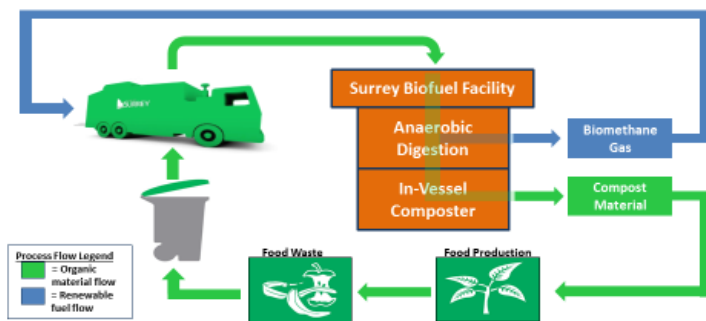 SURREY
Surrey Biofuel Facility
Anaerobic
Digestion
Biomethane
Gas
In-Vessel
Composter
Compost
Material
Process Flow Legend
= Organic
material flow
= Renewable
fuel flow
Food Waste
Food Production